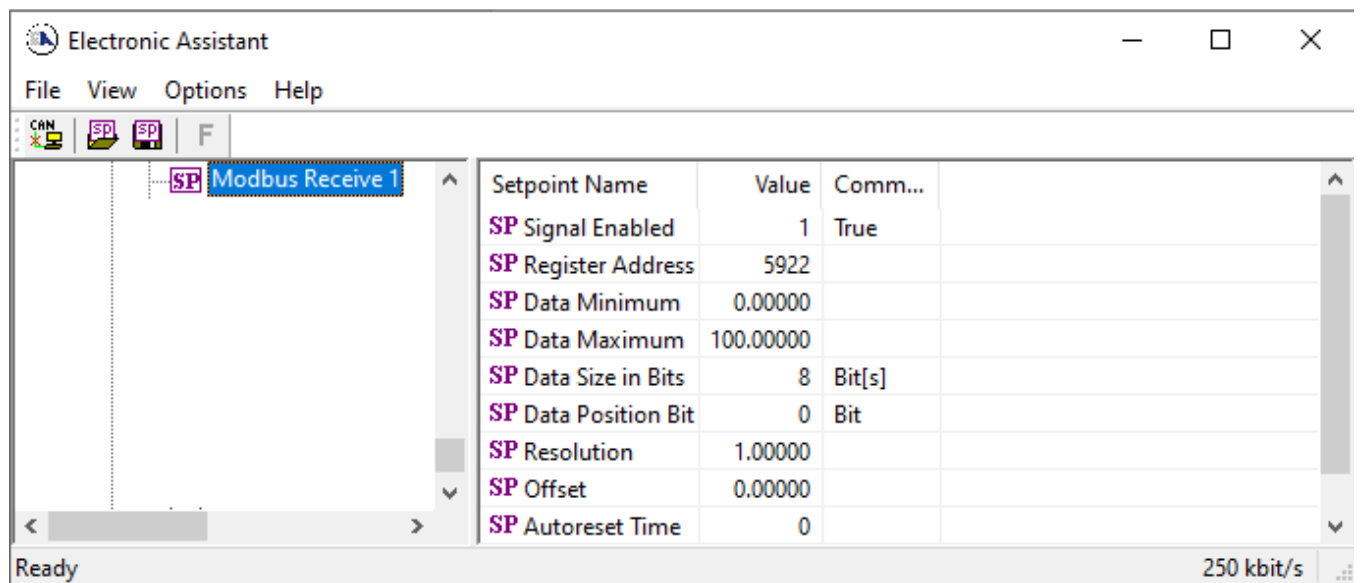 Electronic Assistant
File View Options Help
CAN SP SP F
SP Modbus Receive 1
Setpoint Name Value Comm...
SP Signal Enabled 1 True
SP Register Address 5922
SP Data Minimum 0.00000
SP Data Maximum 100.00000
SP Data Size in Bits 8 Bit[s]
SP Data Position Bit 0 Bit
SP Resolution 1.00000
SP Offset 0.00000
SP Autoreset Time 0
Ready 250 kbit/s